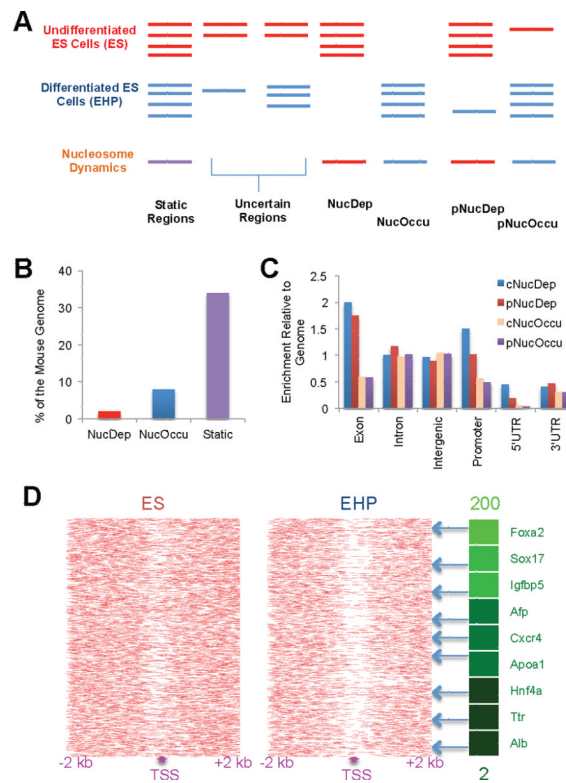 A
Undifferentiated
ES Cells (ES)
Differentiated ES
Cells (EHP)
Nucleosome
Dynamics
Static
Regions
Uncertain
Regions
NucDep
NucOccu
pNucDep
pNucOccu
B
% of the Mouse Genome
40
30
20
10
0
NucDep NucOccu Static
C
Enrichment Relative to
Genome
2.5
2
1.5
1
0.5
0
cNucDep
pNucDep
cNucOccu
pNucOccu
Exon
Intron
Intergenic
Promoter
5'UTR
3'UTR
D
ES EHP 200
Foxa2
Sox17
Igfbp5
Afp
Cxcr4
Apoa1
Hnf4a
Ttr
Alb
-2 kb +2 kb -2 kb +2 kb
TSS TSS 2